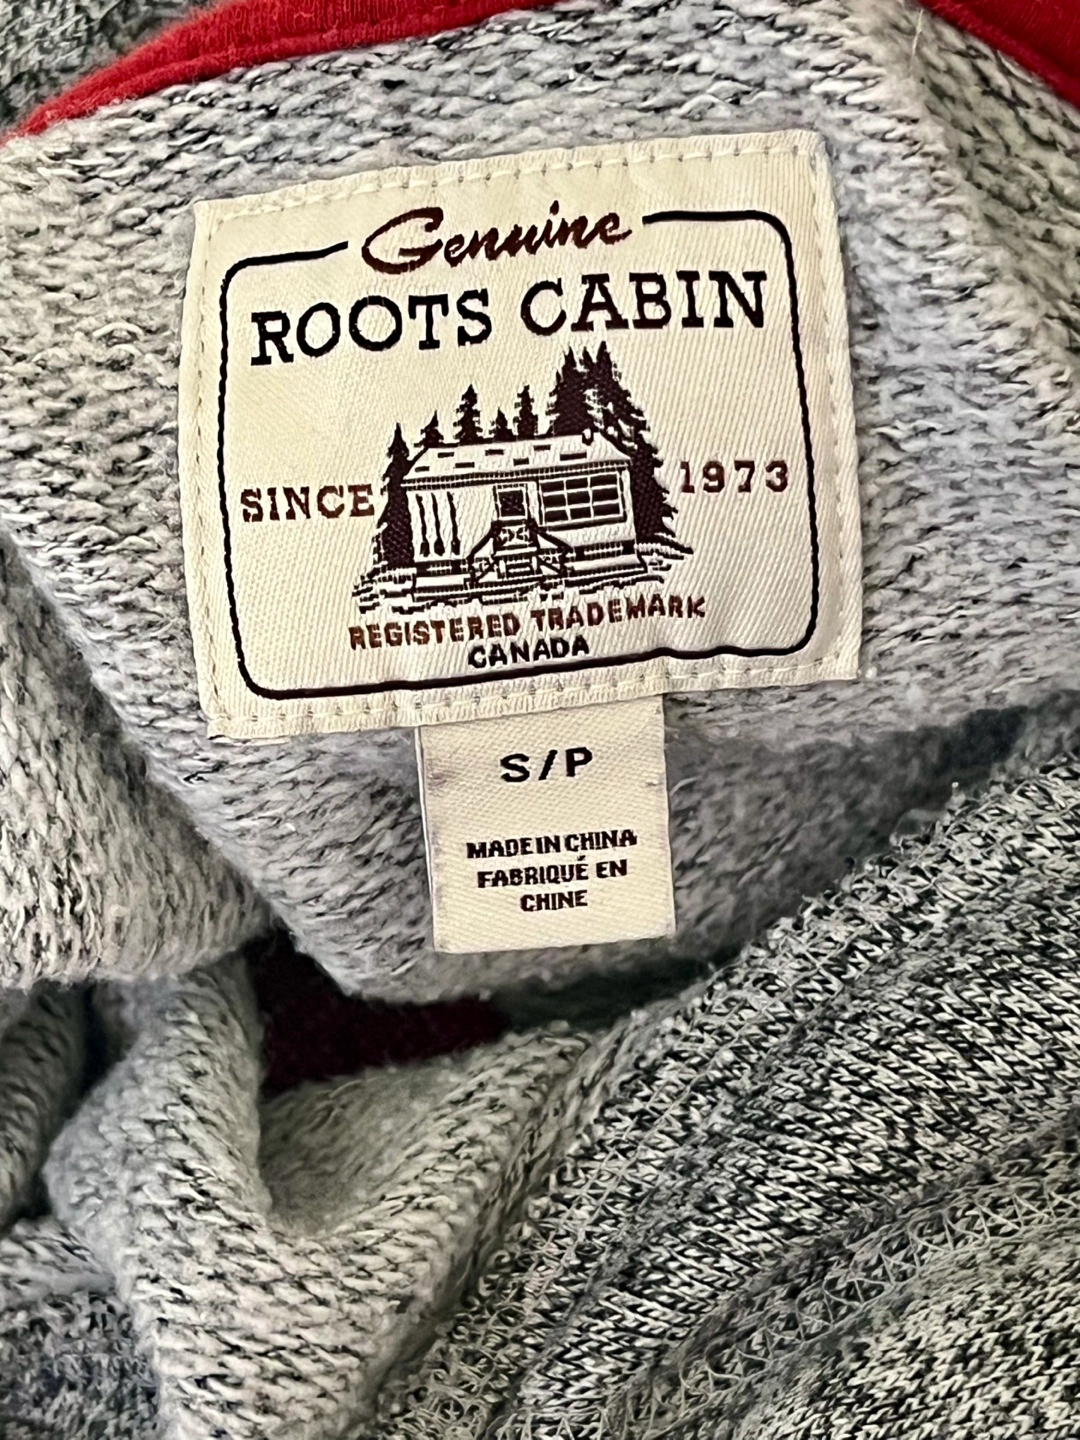 Genuine
ROOTS CABIN
SINCE 1973
REGISTERED TRADEMARK
CANADA
S/P
MADE IN CHINA
FABRIQUÉ EN
CHINE